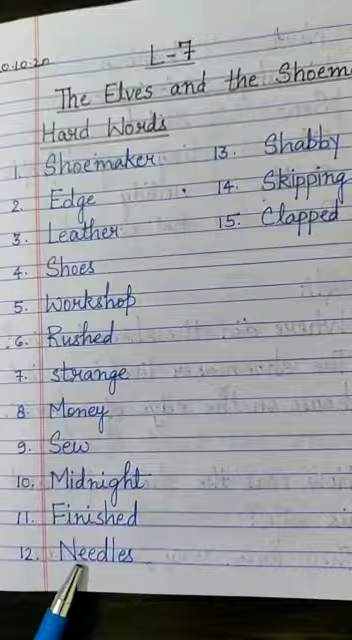 0.10.20
L-7
The Elves and the Shoem
Hard Words
1. Shoemaker
2. Edge
3. Leather
4. Shoes
5. Workshop
6. Rushed
7. strange
8. Money
9. Sew
10. Midnight
11. Finished
12. Needles
13. Shabby
14. Skipping
15. Clapped